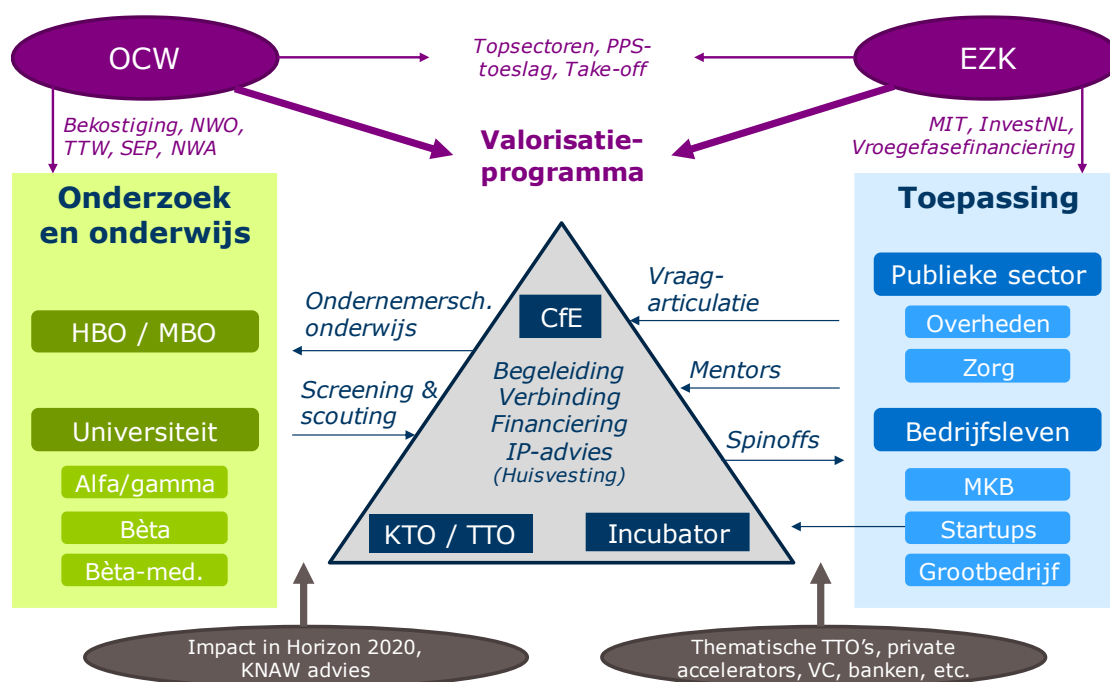 OCW
Topsectoren, PPS-
toeslag, Take-off
EZK
Bekostiging, NWO,
TTW, SEP, NWA
Valorisatie-
programma
MIT, InvestNL,
Vroegefasefinanciering
Onderzoek
en onderwijs
HBO / MBO
Universiteit
Alfa/gamma
Bèta
Bèta-med.
Ondernemersch.
onderwijs
Screening &
scouting
CfE
Begeleiding
Verbinding
Financiering
IP-advies
(Huisvesting)
KTO / TTO
Incubator
Vraag-
articulatie
Mentors
Spinoffs
Toepassing
Publieke sector
Overheden
Zorg
Bedrijfsleven
MKB
Startups
Grootbedrijf
Impact in Horizon 2020,
KNAW advies
Thematische TTO's, private
accelerators, VC, banken, etc.